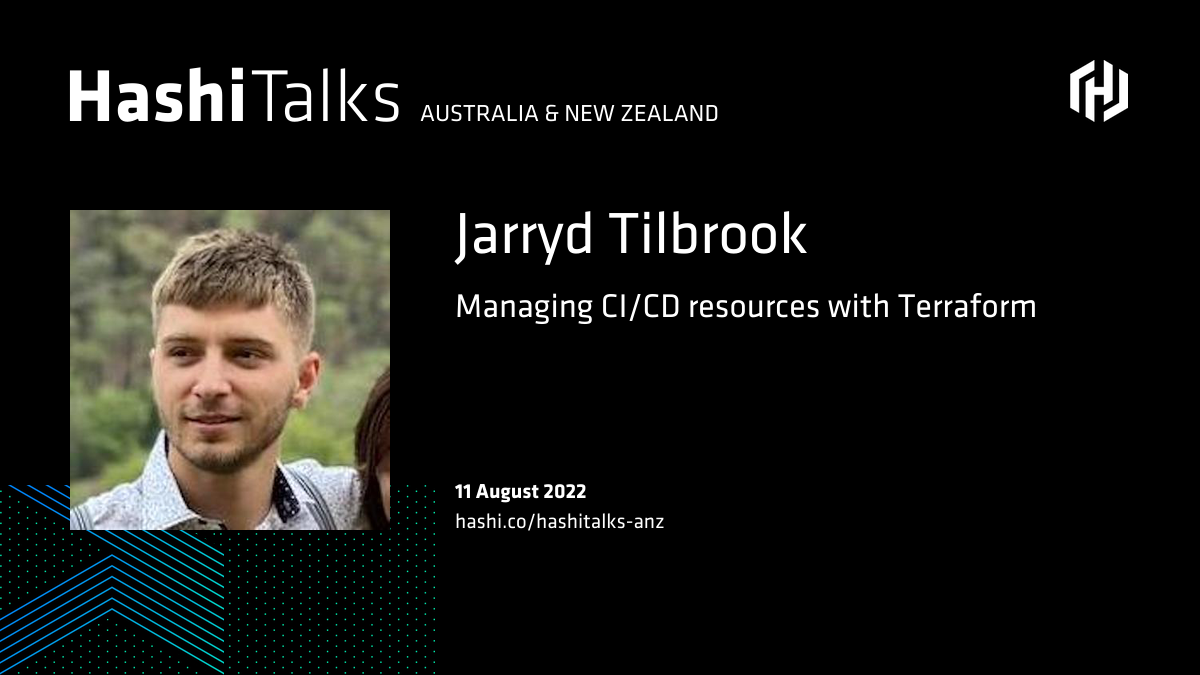 HashiTalks AUSTRALIA & NEW ZEALAND
Jarryd Tilbrook
Managing CI/CD resources with Terraform
11 August 2022
hashi.co/hashitalks-anz